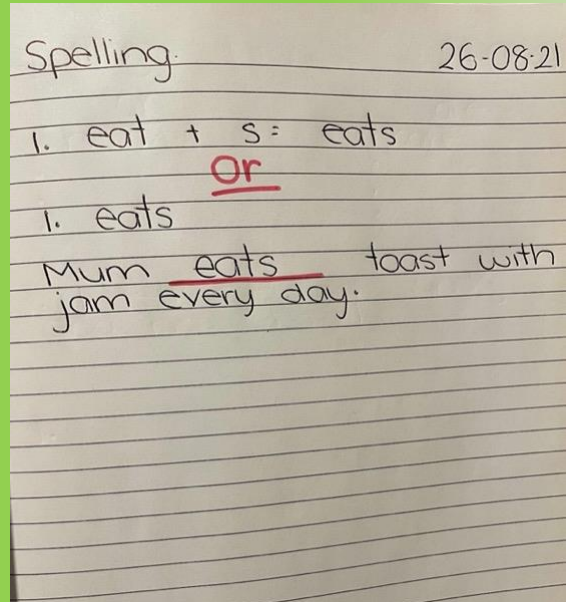 Spelling. 26-08-21
1. eat + s = eats
Or
1. eats
Mum eats toast with
jam every day.